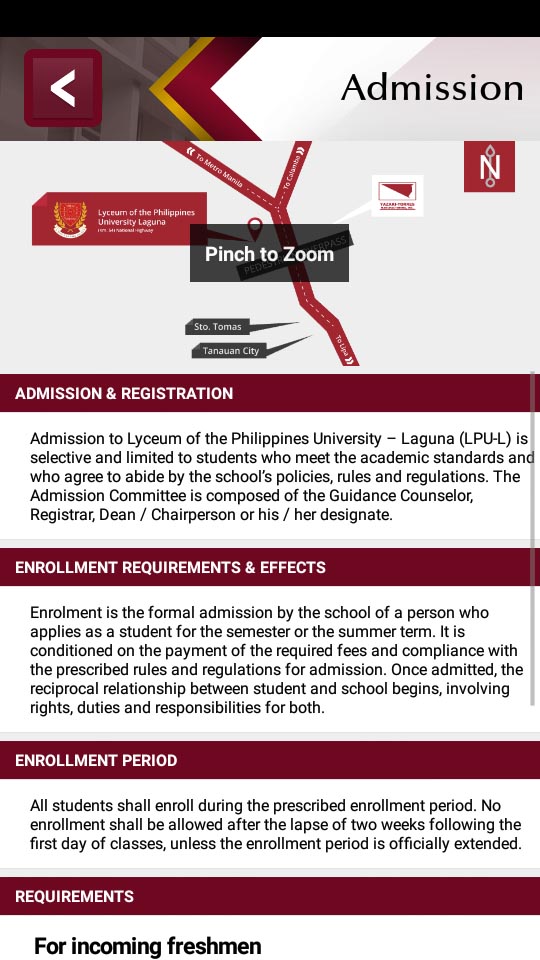 Admission
To Metro Manila
To Calamba
N
Lyceum of the Philippines
University Laguna
Km. 54 National Highway
YAZAKI-TORRES
PEDESTRIAN OVERPASS
Pinch to Zoom
Sto. Tomas
Tanauan City
To Lipa
ADMISSION & REGISTRATION
Admission to Lyceum of the Philippines University – Laguna (LPU-L) is
selective and limited to students who meet the academic standards and
who agree to abide by the school's policies, rules and regulations. The
Admission Committee is composed of the Guidance Counselor,
Registrar, Dean / Chairperson or his / her designate.
ENROLLMENT REQUIREMENTS & EFFECTS
Enrolment is the formal admission by the school of a person who
applies as a student for the semester or the summer term. It is
conditioned on the payment of the required fees and compliance with
the prescribed rules and regulations for admission. Once admitted, the
reciprocal relationship between student and school begins, involving
rights, duties and responsibilities for both.
ENROLLMENT PERIOD
All students shall enroll during the prescribed enrollment period. No
enrollment shall be allowed after the lapse of two weeks following the
first day of classes, unless the enrollment period is officially extended.
REQUIREMENTS
For incoming freshmen